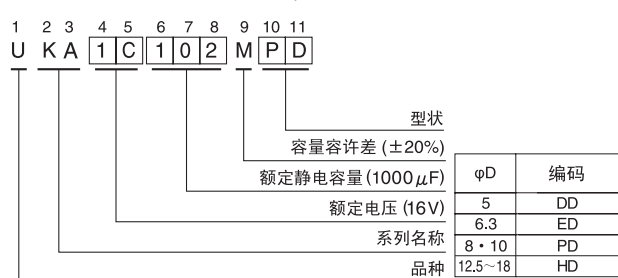 1 2 3 4 5 6 7 8 9 10 11
U K A 1 C 1 0 2 M P D
型状
容量容许差 (±20%)
额定静电容量 (1000μF)
额定电压 (16V)
系列名称
品种
φD 编码
5 DD
6.3 ED
8・10 PD
12.5~18 HD